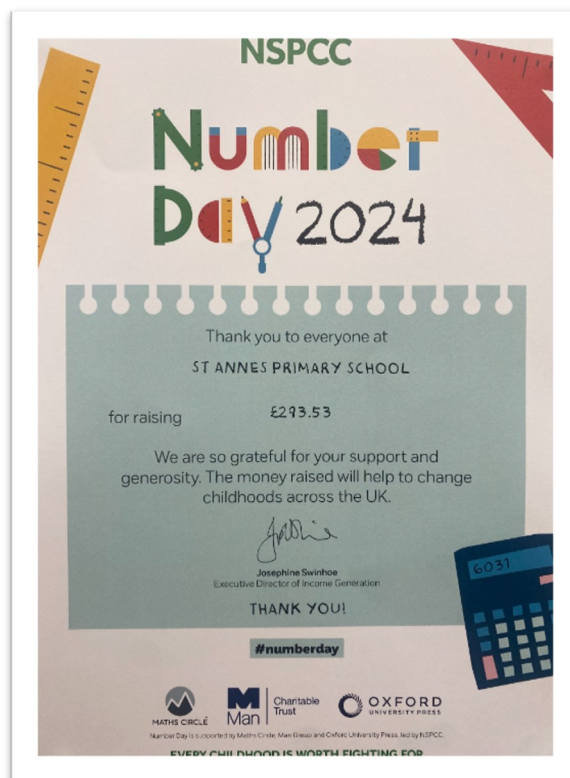 NSPCC
Number
Day 2024
Thank you to everyone at
ST ANNES PRIMARY SCHOOL
for raising £293.53
We are so grateful for your support and
generosity. The money raised will help to change
childhoods across the UK.
Josephine Swinhoe
Executive Director of Income Generation
THANK YOU!
6031
#numberday
MATHS CIRCLE
Man
Charitable
Trust
OXFORD
UNIVERSITY PRESS
Number Day is supported by Maths Circle, Man Group and Oxford University Press, led by NSPCC.
EVERY CHILDHOOD IS WORTH FIGHTING FOR